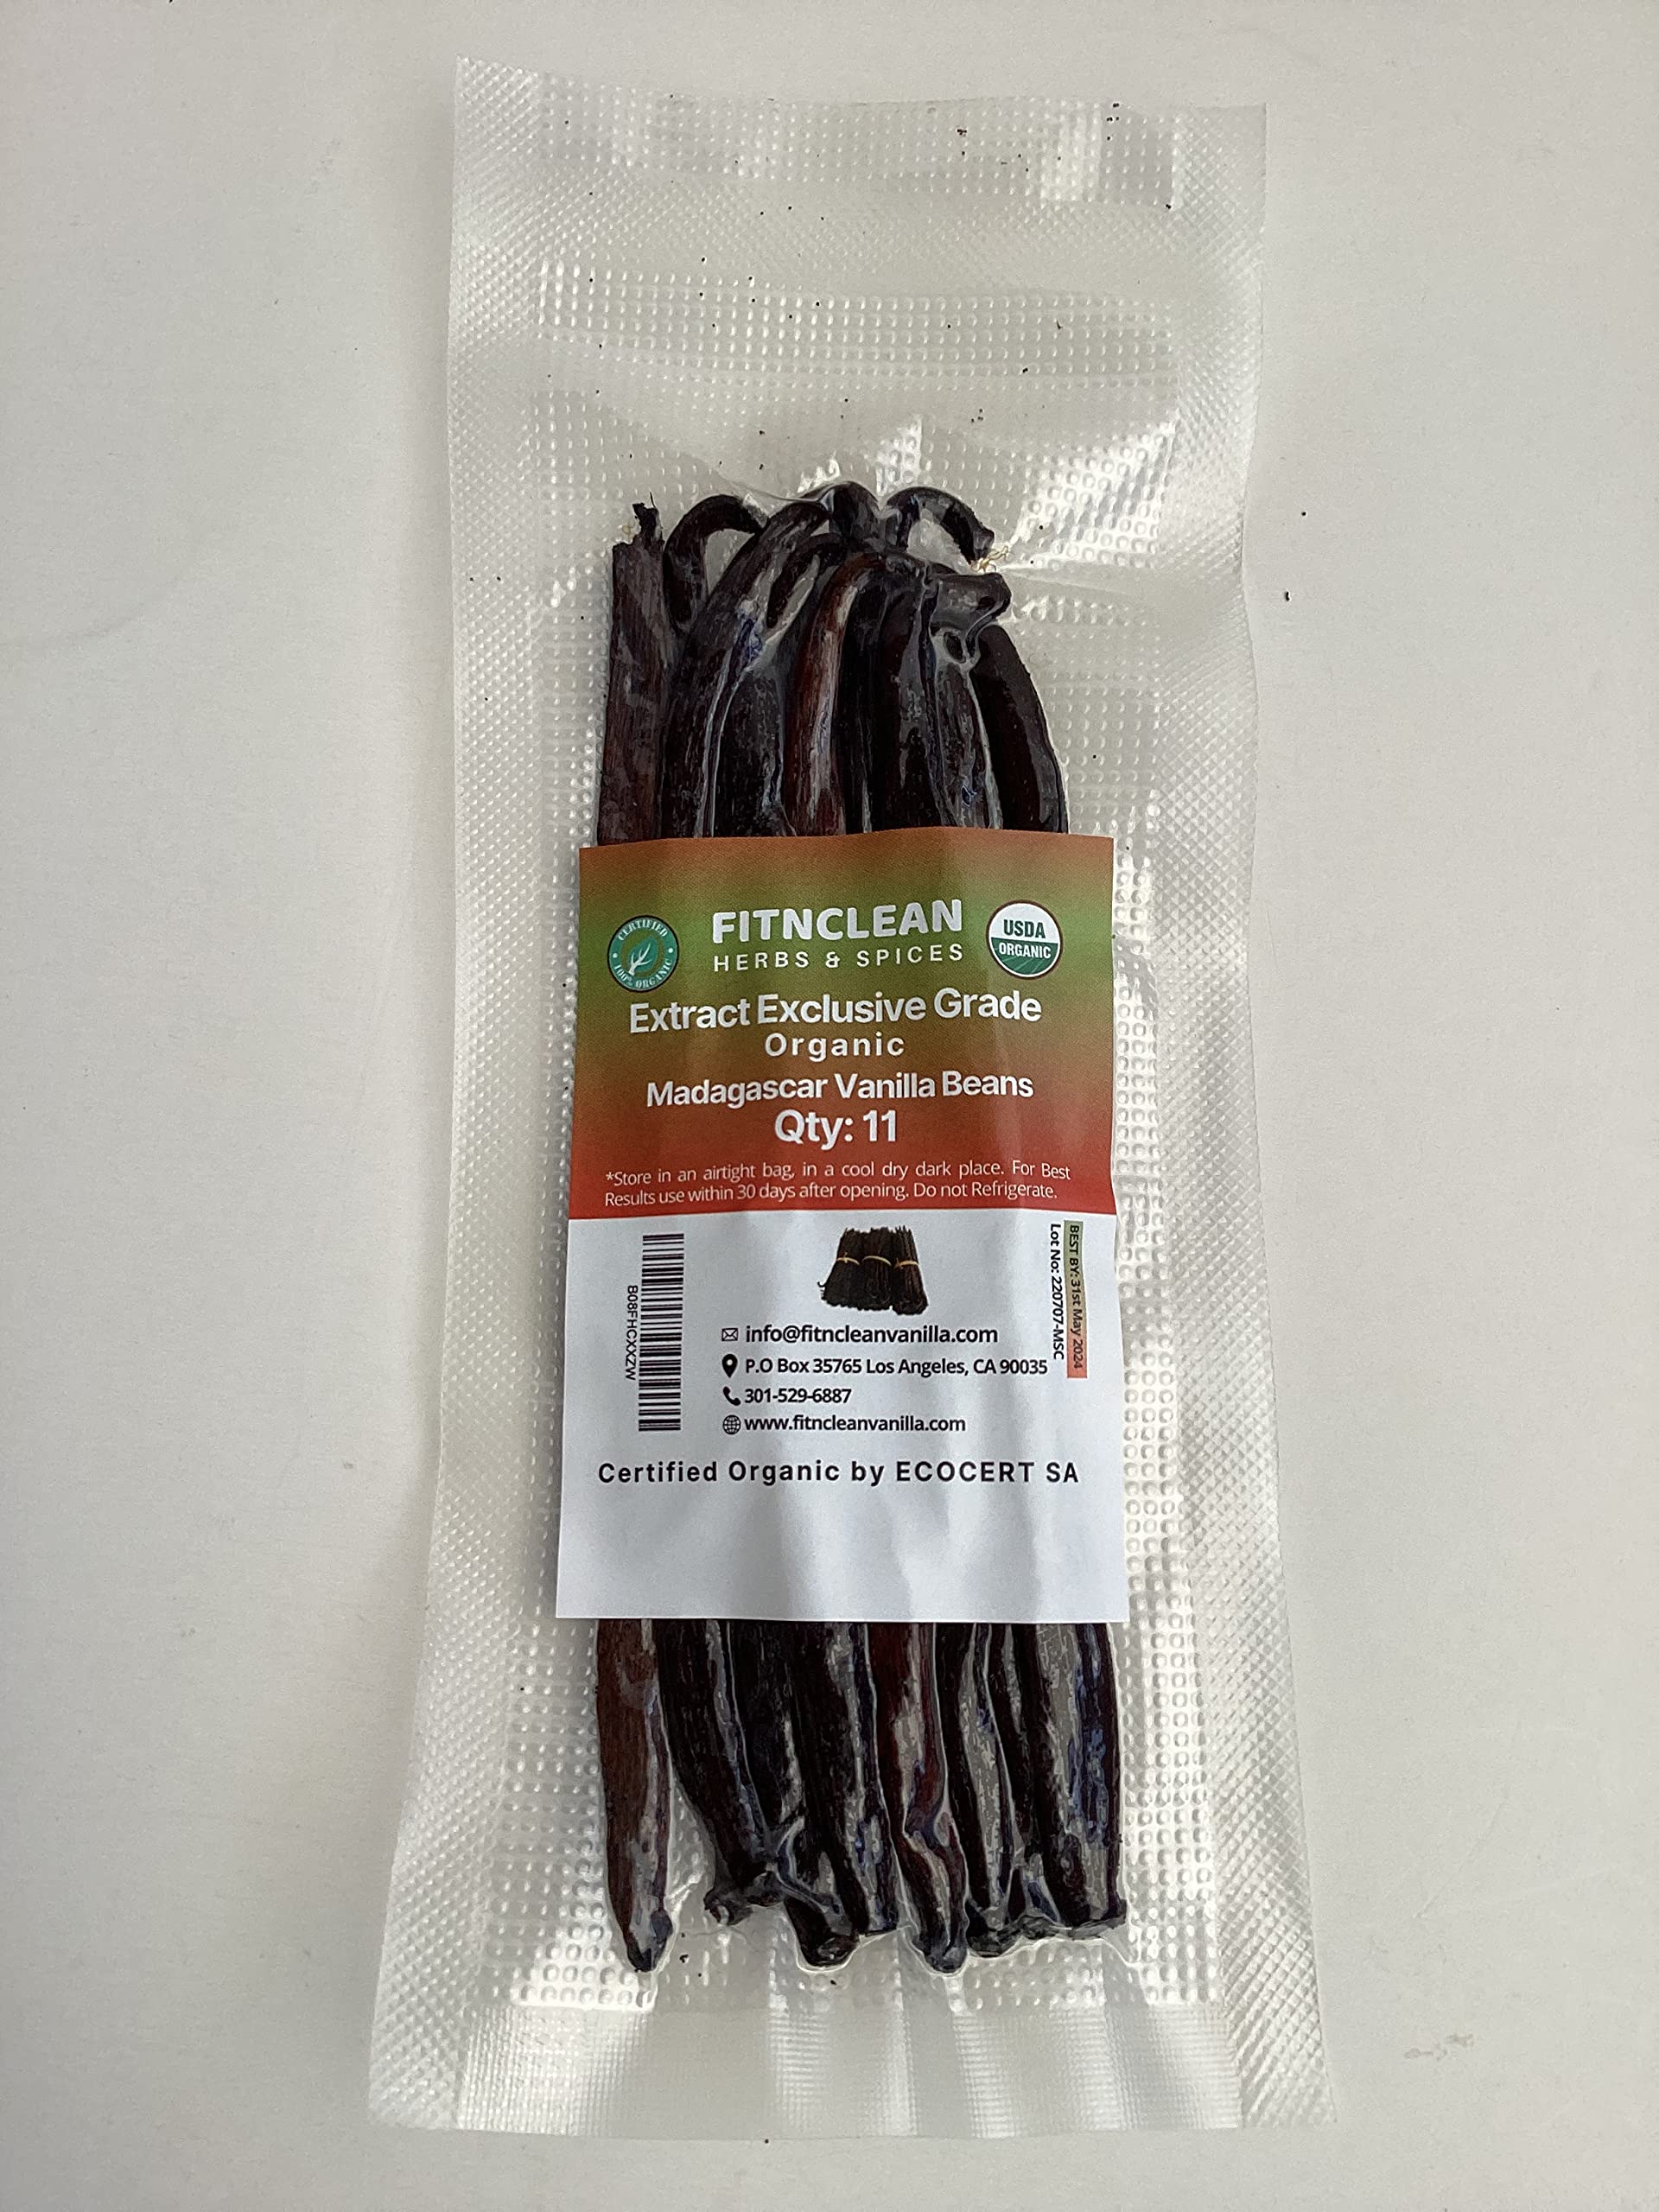 CERTIFIED
100% ORGANIC
FITNCLEAN
HERBS & SPICES
USDA
ORGANIC
Extract Exclusive Grade
Organic
Madagascar Vanilla Beans
Qty: 11
*Store in an airtight bag, in a cool dry dark place. For Best
Results use within 30 days after opening. Do not Refrigerate.
B08FHCXXZW
BEST BY: 31st May 2024
Lot No: 220707-MSC
info@fitncleanvanilla.com
P.O Box 35765 Los Angeles, CA 90035
301-529-6887
www.fitncleanvanilla.com
Certified Organic by ECOCERT SA